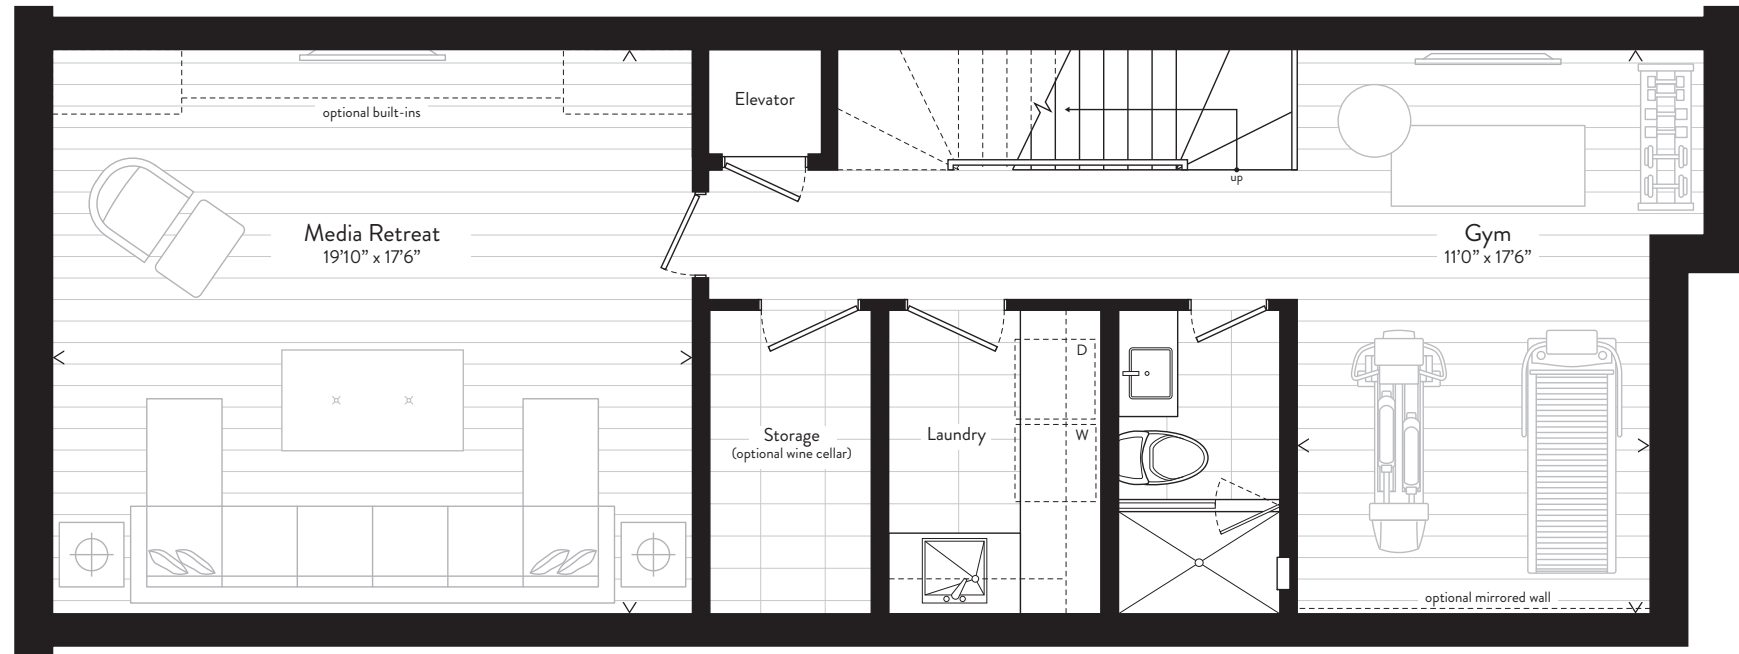 optional built-ins
Elevator
up
Media Retreat
19’10” x 17’6”
Gym
11’0” x 17’6”
D
W
Storage
(optional wine cellar)
Laundry
optional mirrored wall